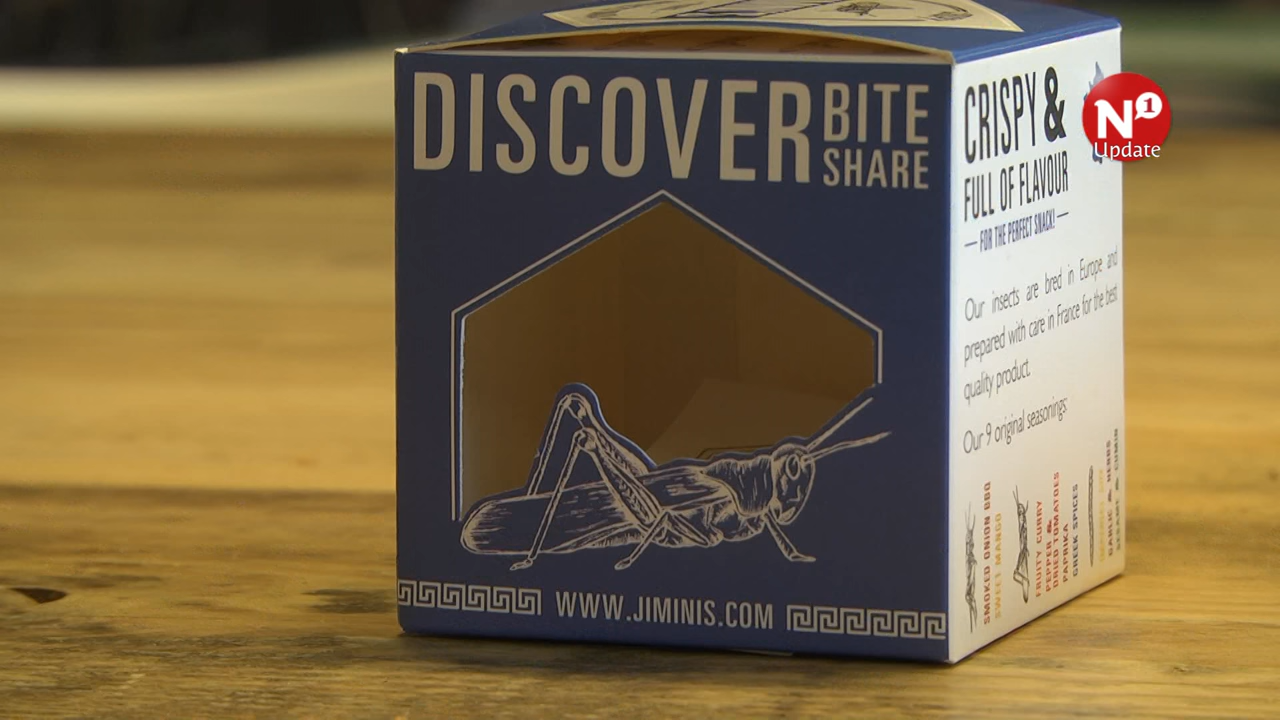 DISCOVER
BITE
SHARE
WWW.JIMINIS.COM
CRISPY &
FULL OF FLAVOUR
FOR THE PERFECT SNACK!
Our insects are bred in Europe and
prepared with care in France for the best
quality product.
Our 9 original seasonings:
SMOKED ONION BBQ
SWEET MANGO
FRUITY CURRY
PEPPER &
DRIED TOMATOES
PAPRIKA
GREEK SPICES
GARLIC & HERBS
SESAME & CUMIN
N1
Update